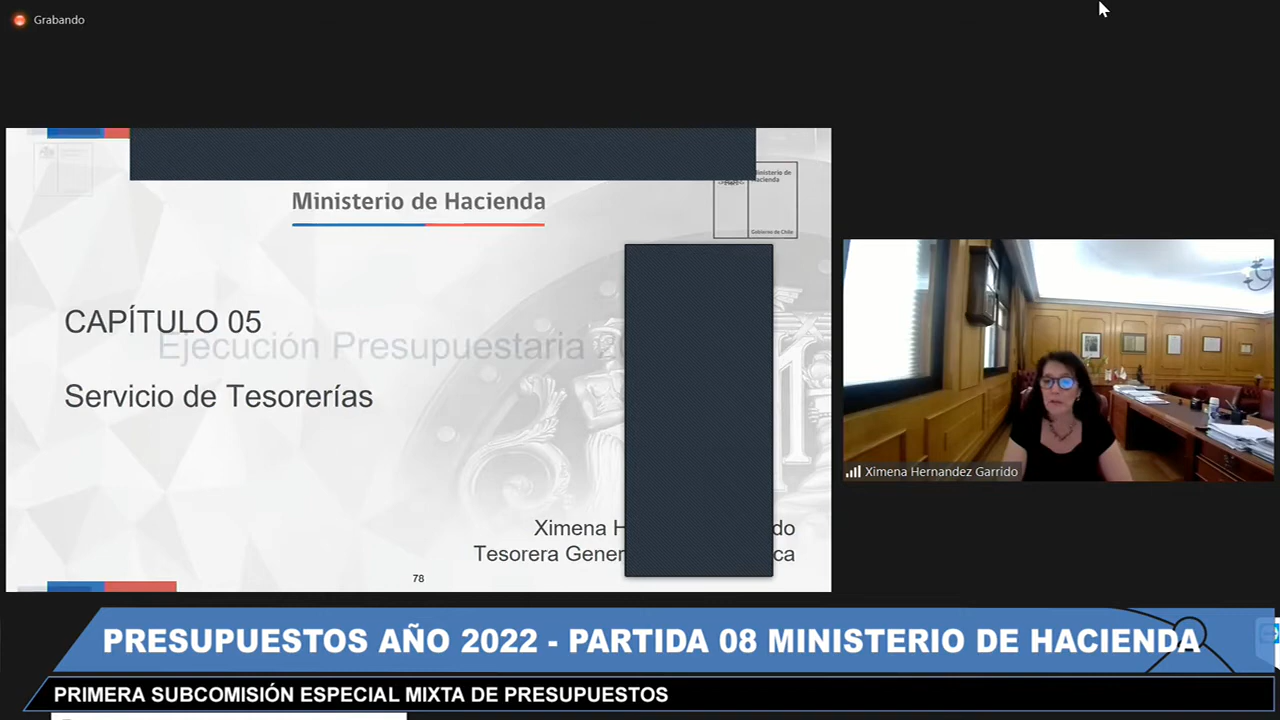 Grabando
Ministerio de
Hacienda
Gobierno de Chile
Ministerio de Hacienda
CAPÍTULO 05
Ejecución Presupuestaria
Servicio de Tesorerías
Ximena H do
Tesorera Gener ca
78
Ximena Hernandez Garrido
PRESUPUESTOS AÑO 2022 - PARTIDA 08 MINISTERIO DE HACIENDA
PRIMERA SUBCOMISIÓN ESPECIAL MIXTA DE PRESUPUESTOS